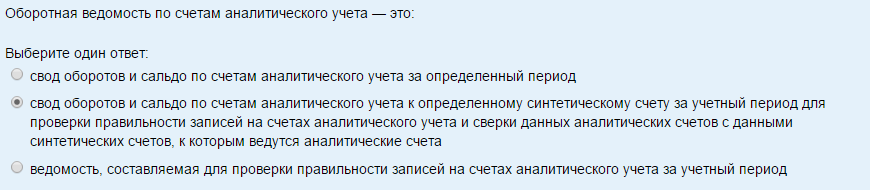 Оборотная ведомость по счетам аналитического учета — это:
Выберите один ответ:
свод оборотов и сальдо по счетам аналитического учета за определенный период
свод оборотов и сальдо по счетам аналитического учета к определенному синтетическому счету за учетный период для
проверки правильности записей на счетах аналитического учета и сверки данных аналитических счетов с данными
синтетических счетов, к которым ведутся аналитические счета
ведомость, составляемая для проверки правильности записей на счетах аналитического учета за учетный период